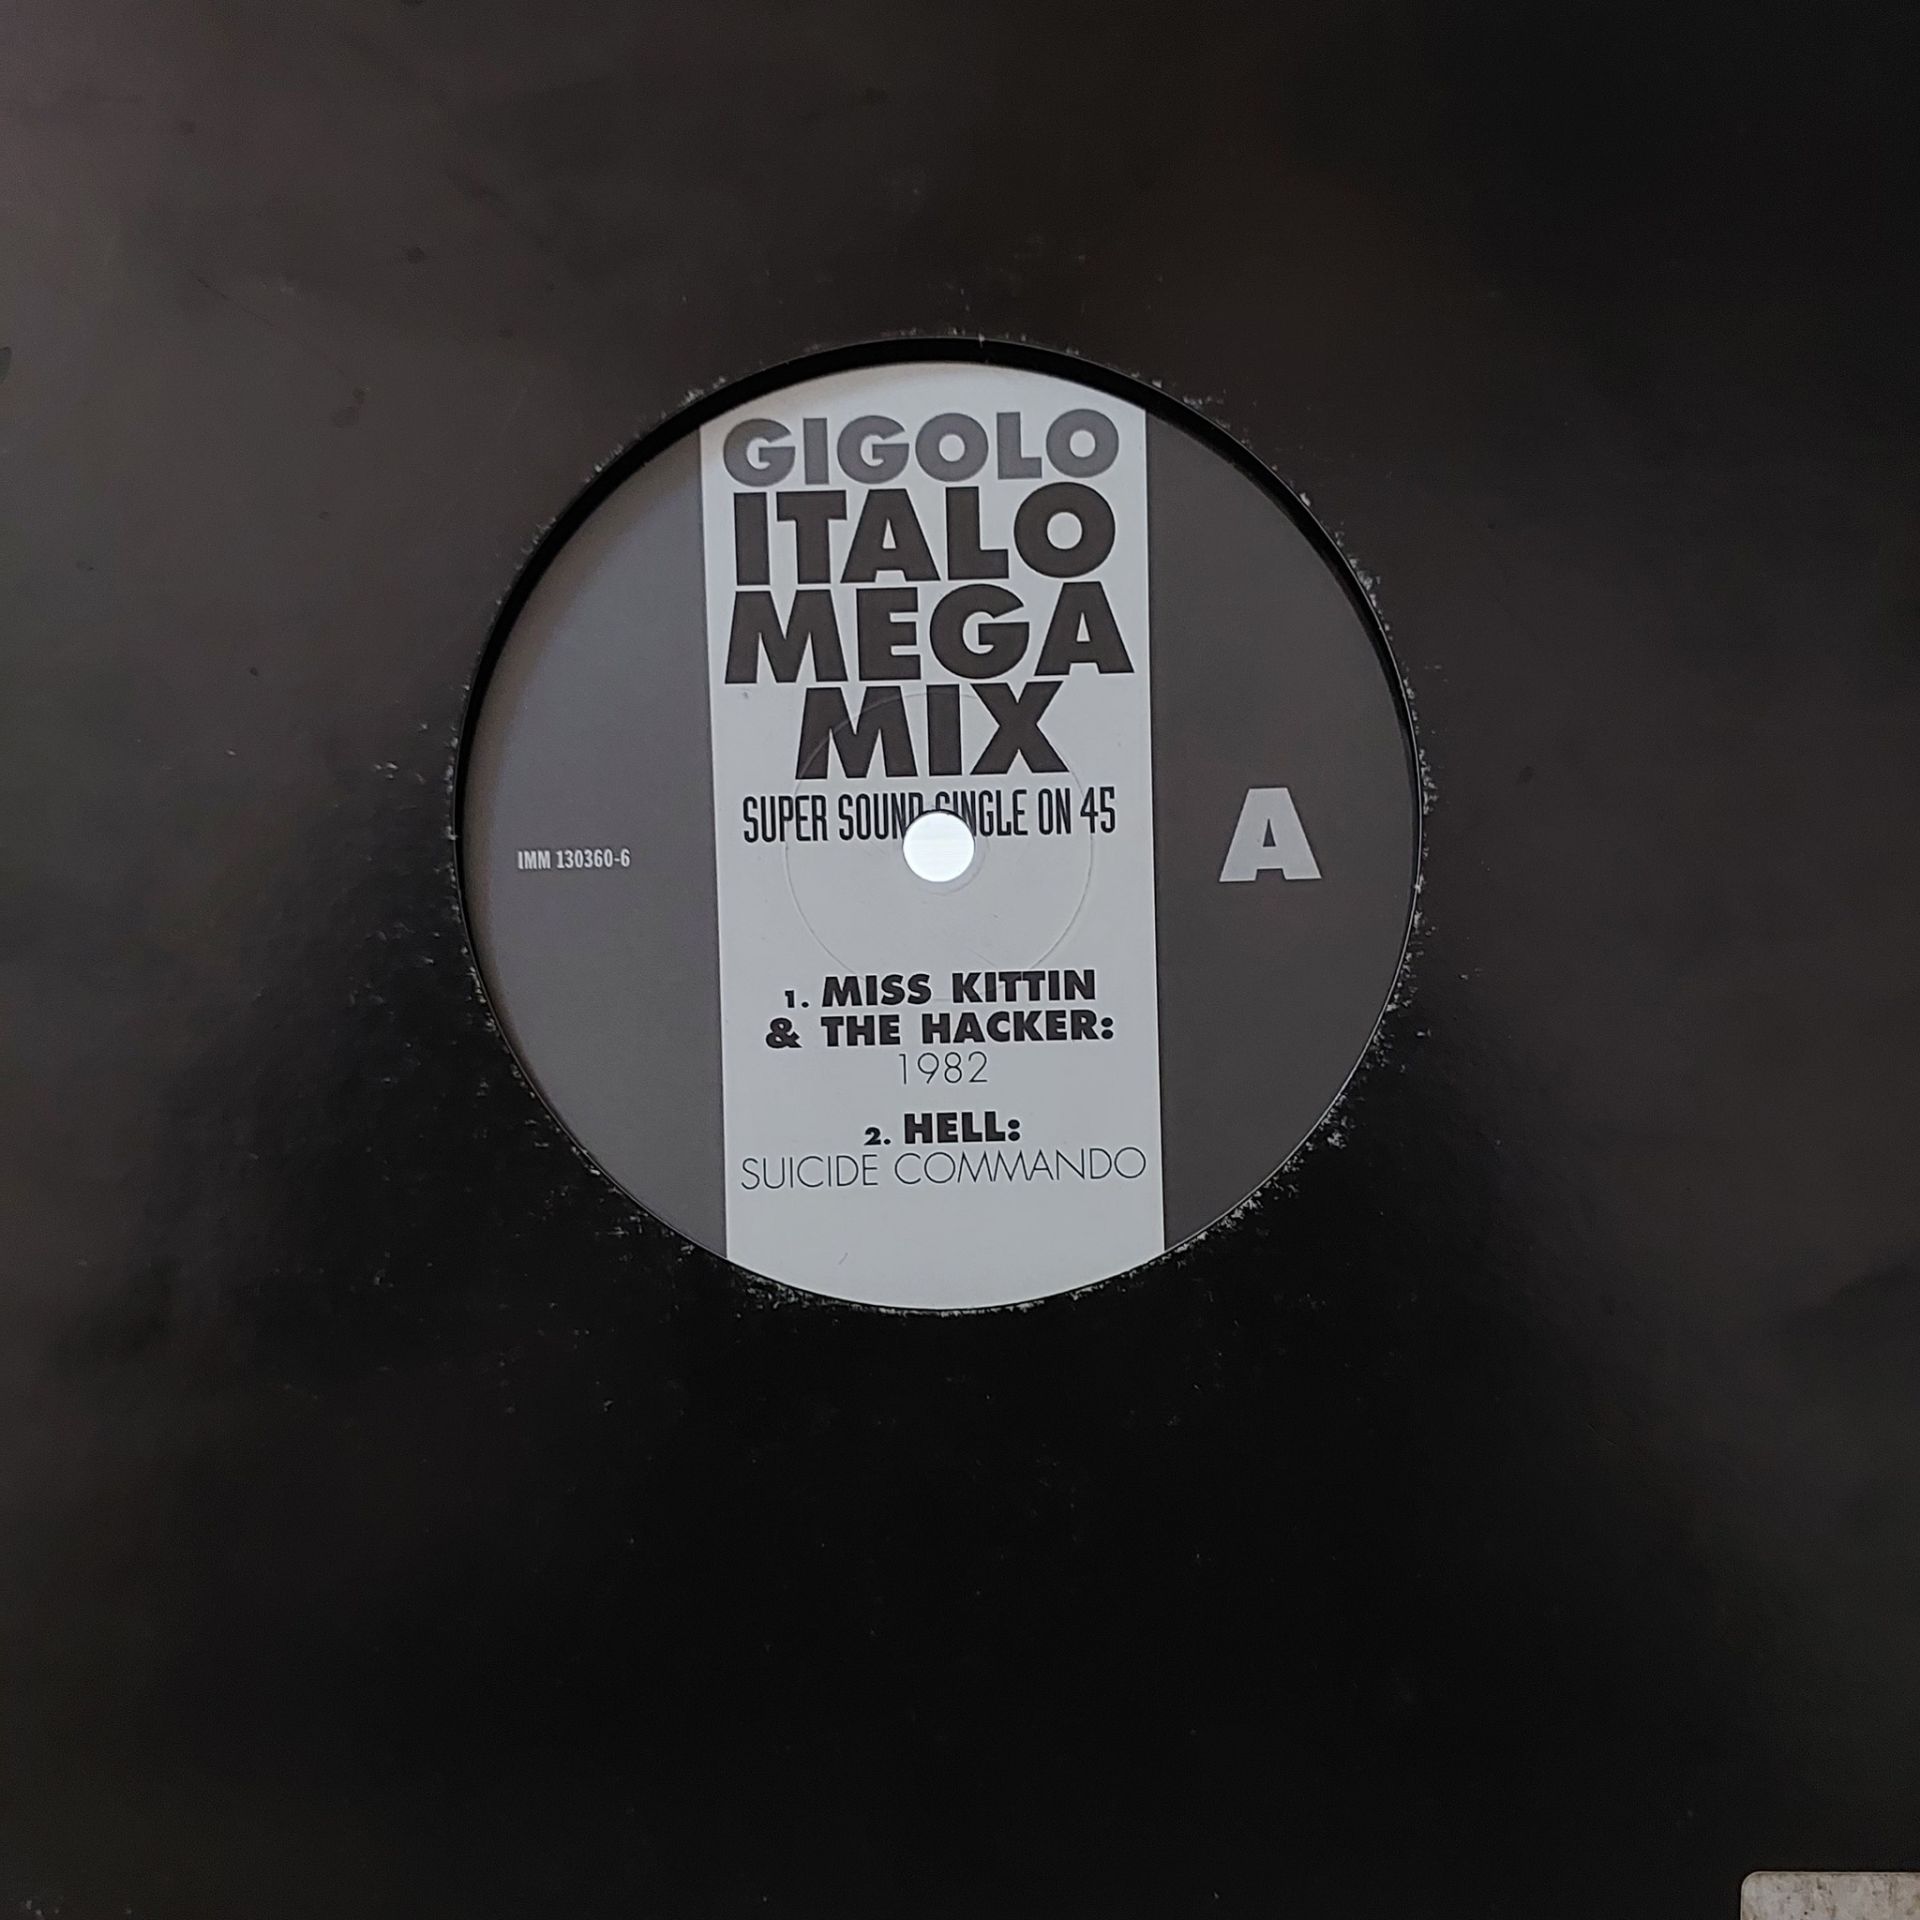 GIGOLO
ITALO
MEGA
MIX
SUPER SOUND SINGLE ON 45
IMM 130360-6
A
1. MISS KITTIN
& THE HACKER:
1982
2. HELL:
SUICIDE COMMANDO